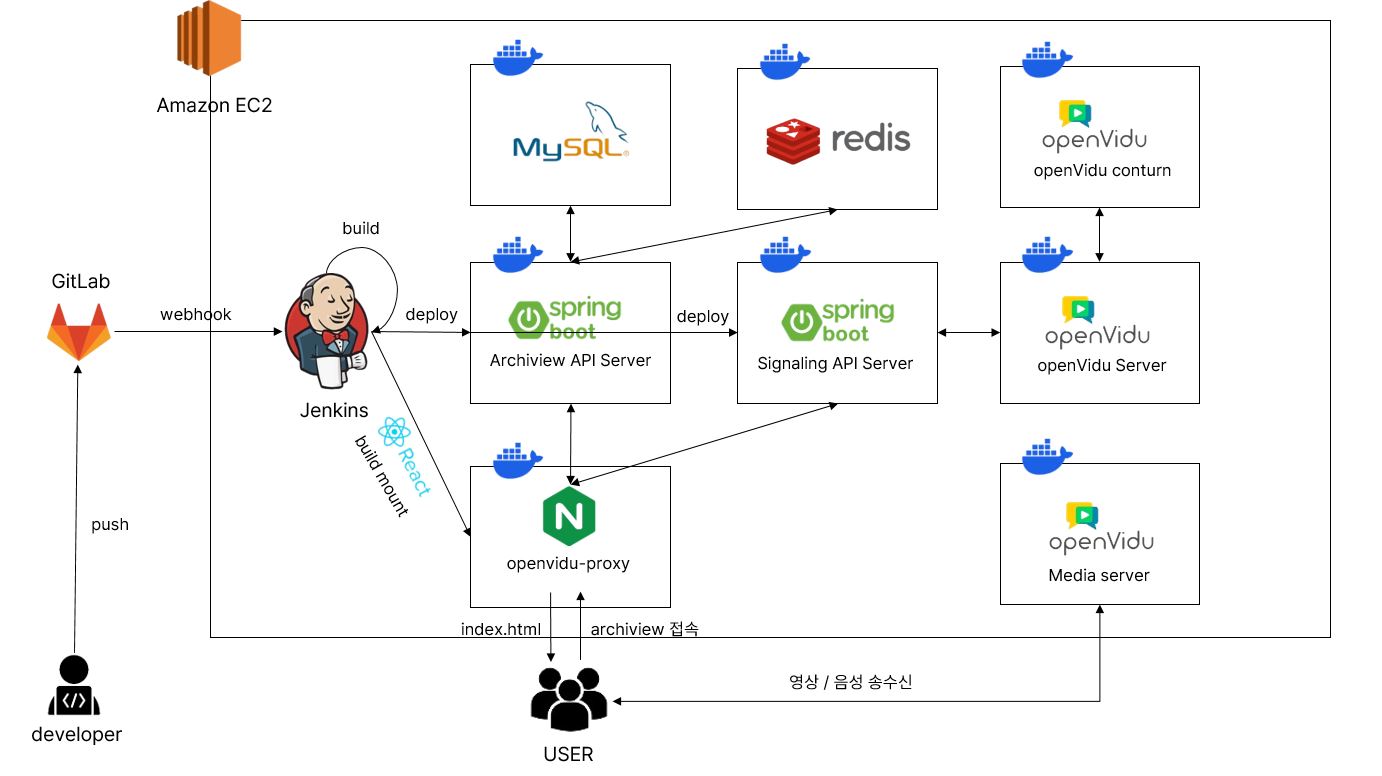 Amazon EC2
MySQL
redis
openVidu
openVidu conturn
build
GitLab
webhook
deploy
spring
boot
Archiview API Server
deploy
spring
boot
Signaling API Server
openVidu
openVidu Server
Jenkins
React
build mount
push
openvidu-proxy
openVidu
Media server
index.html
archiview 접속
영상 / 음성 송수신
developer
USER